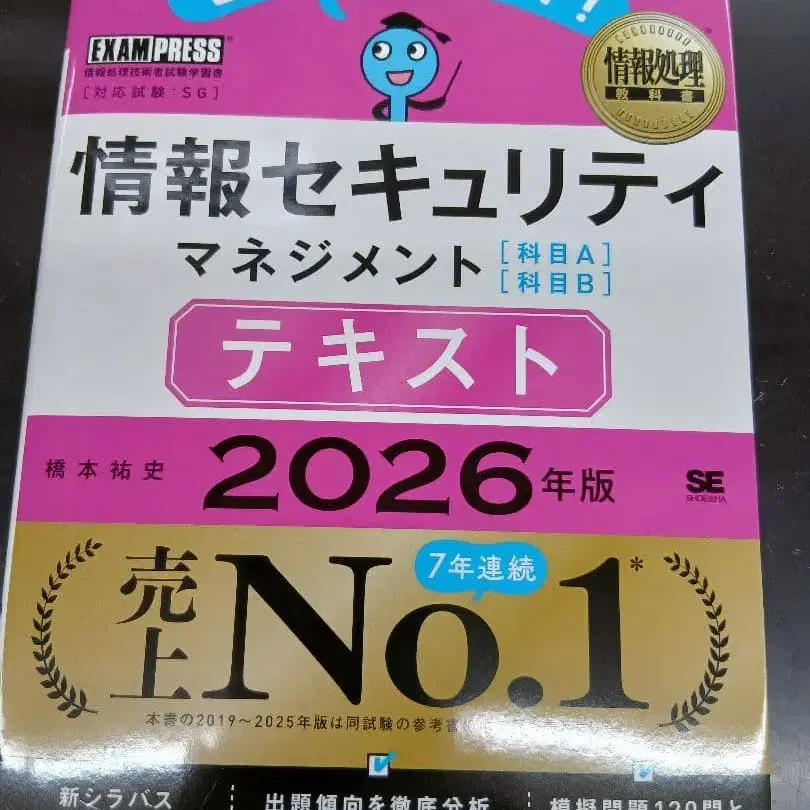 EXAMPRESS®
情報処理技術者試験学習書
[対応試験:SG]
情報処理
教科書
情報セキュリティ
マネジメント
[科目A]
[科目B]
テキスト
橋本祐史
2026年版
SE
SHOEISHA
売上
No.1*
7年連続
本書の2019~2025年版は同試験の参考書
新シラバス
出題傾向を徹底分析
模擬問題120問と